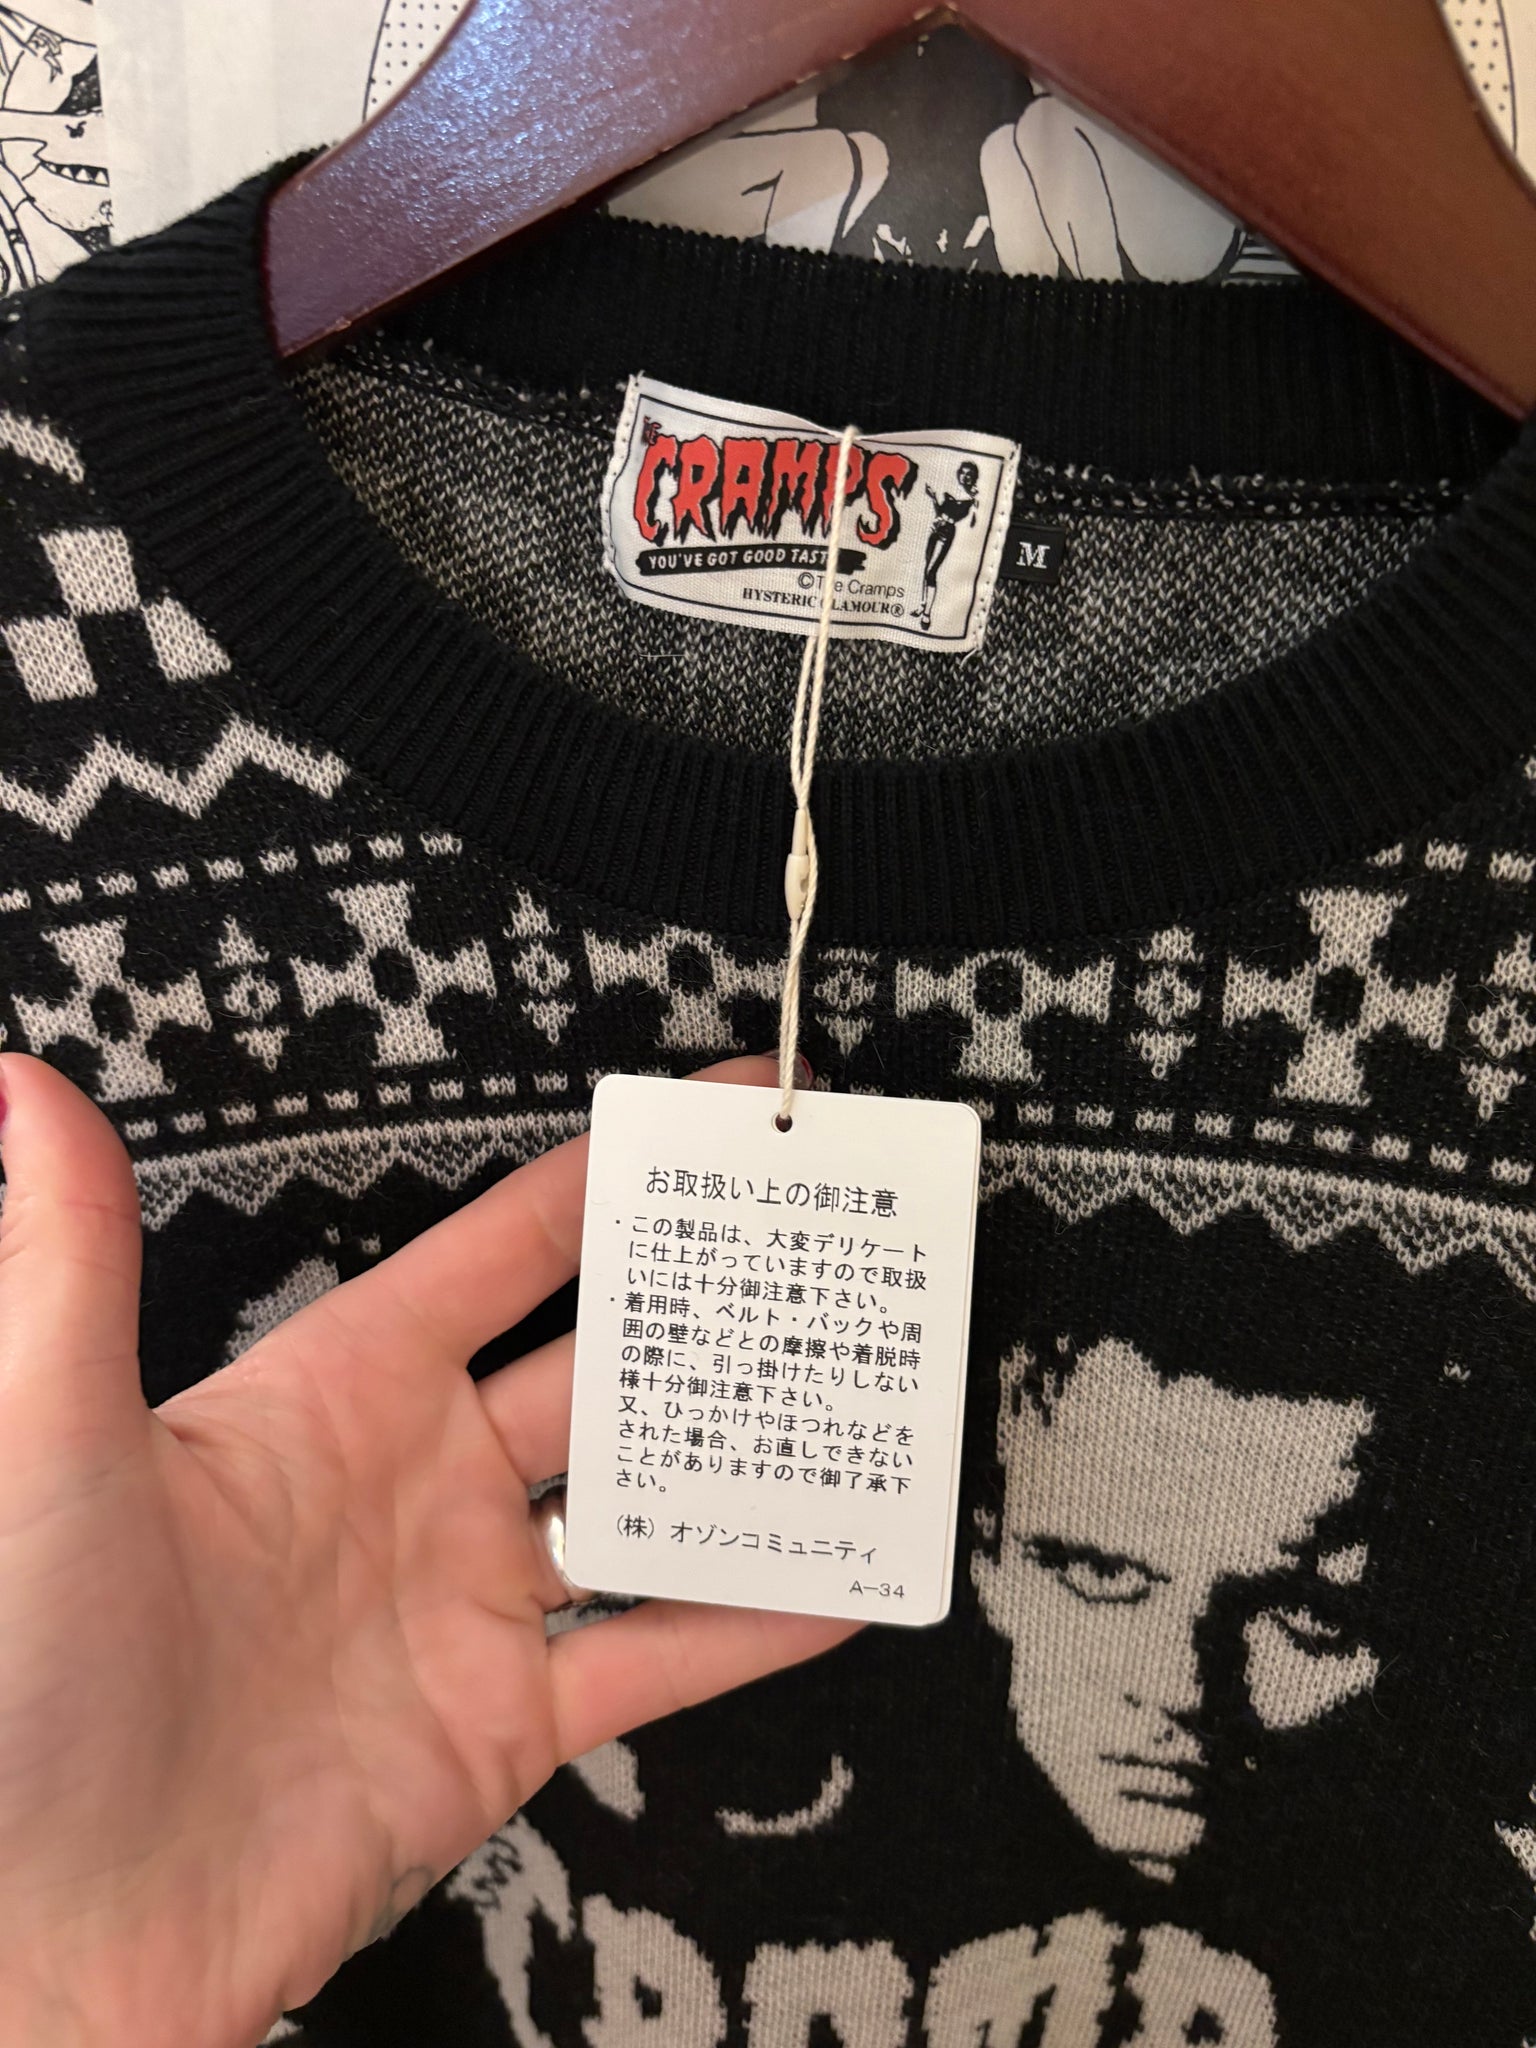 THE
CRAMPS
YOU'VE GOT GOOD TASTE
©The Cramps
HYSTERIC GLAMOUR®
M
お取扱い上の御注意
・この製品は、大変デリケート
に仕上がっていますので取扱
いには十分御注意下さい。
・着用時、ベルト・バックや周
囲の壁などとの摩擦や着脱時
の際に、引っ掛けたりしない
様十分御注意下さい。
又、ひっかけやほつれなどを
された場合、お直しできない
ことがありますので御了承下
さい。
(株) オゾンコミュニティ
A-34